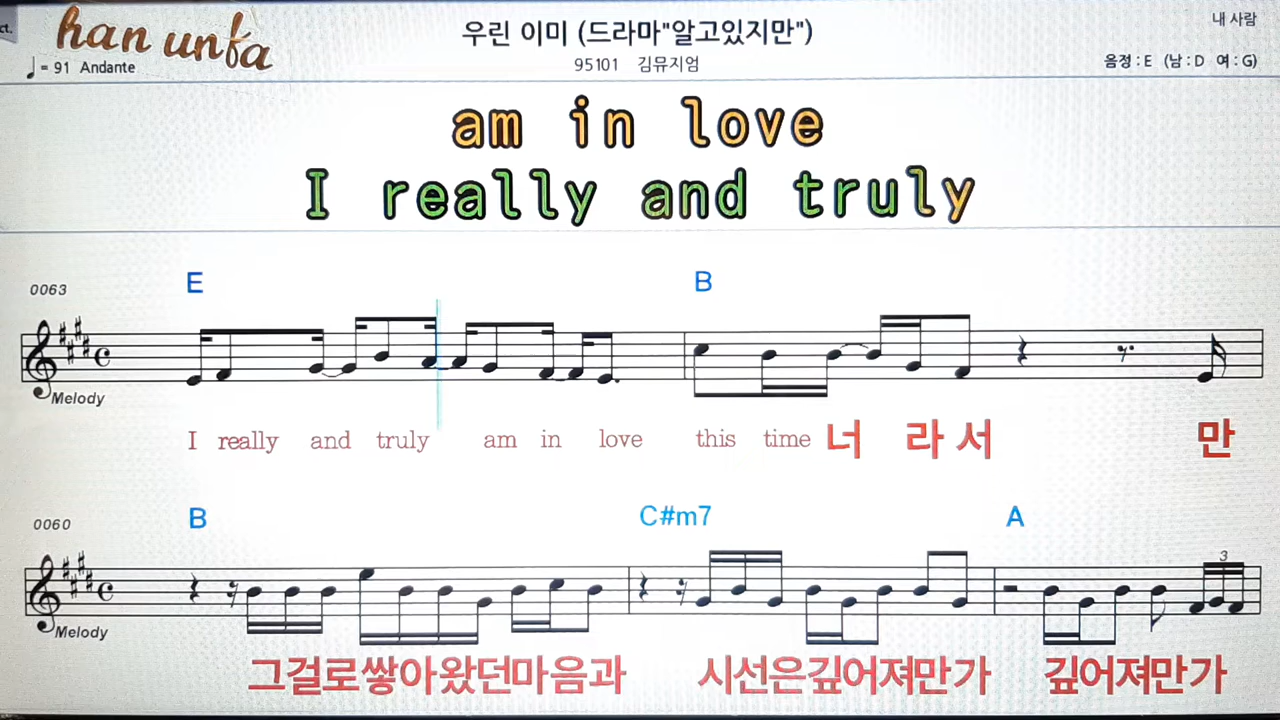 ct.
han unfa
우린 이미 (드라마"알고있지만")
내 사람
♩ = 91 Andante
95101 김뮤지엄
음정 : E (남 : D 여 : G)
am in love
I really and truly
0063
E B
Melody
I really and truly am in love this time 너 라 서 만
0060
B C#m7 A
3
Melody
그걸로쌓아왔던마음과 시선은깊어져만가 깊어져만가